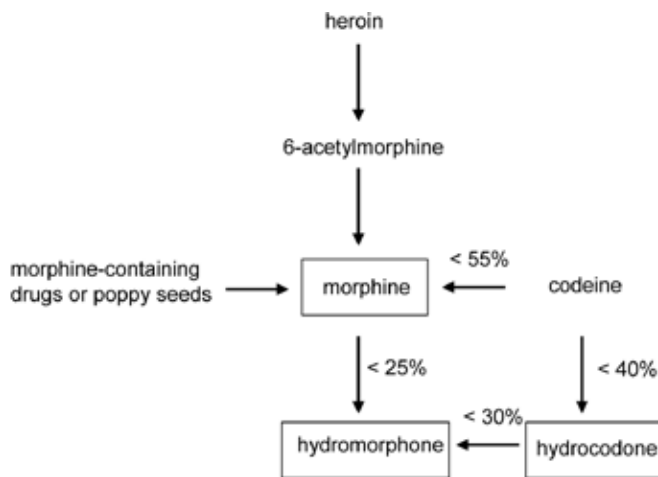 heroin
6-acetylmorphine
morphine-containing
drugs or poppy seeds
morphine
< 55%
codeine
< 25%
< 40%
hydromorphone
< 30%
hydrocodone